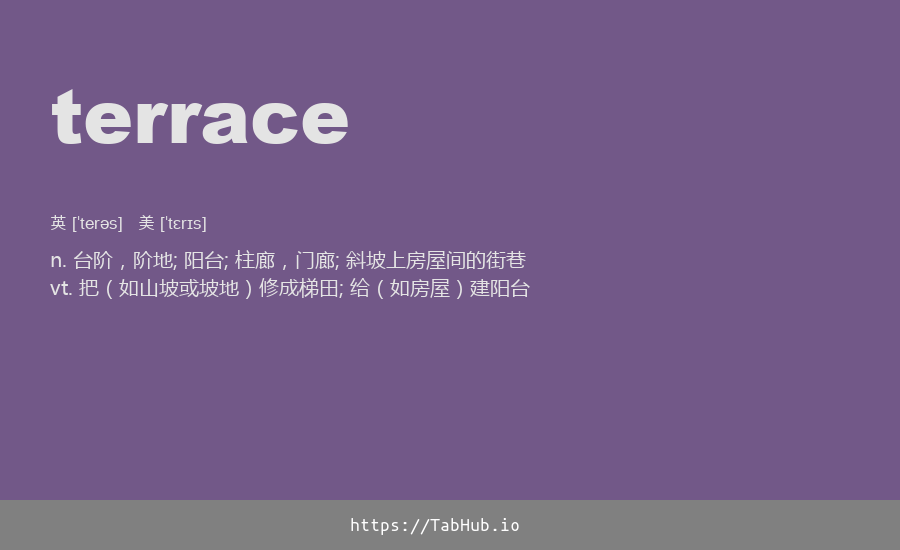 terrace
英 ['terəs] 美 ['tɛrɪs]
n. 台阶，阶地; 阳台; 柱廊，门廊; 斜坡上房屋间的街巷
vt. 把（如山坡或坡地）修成梯田; 给（如房屋）建阳台
https://TabHub.io